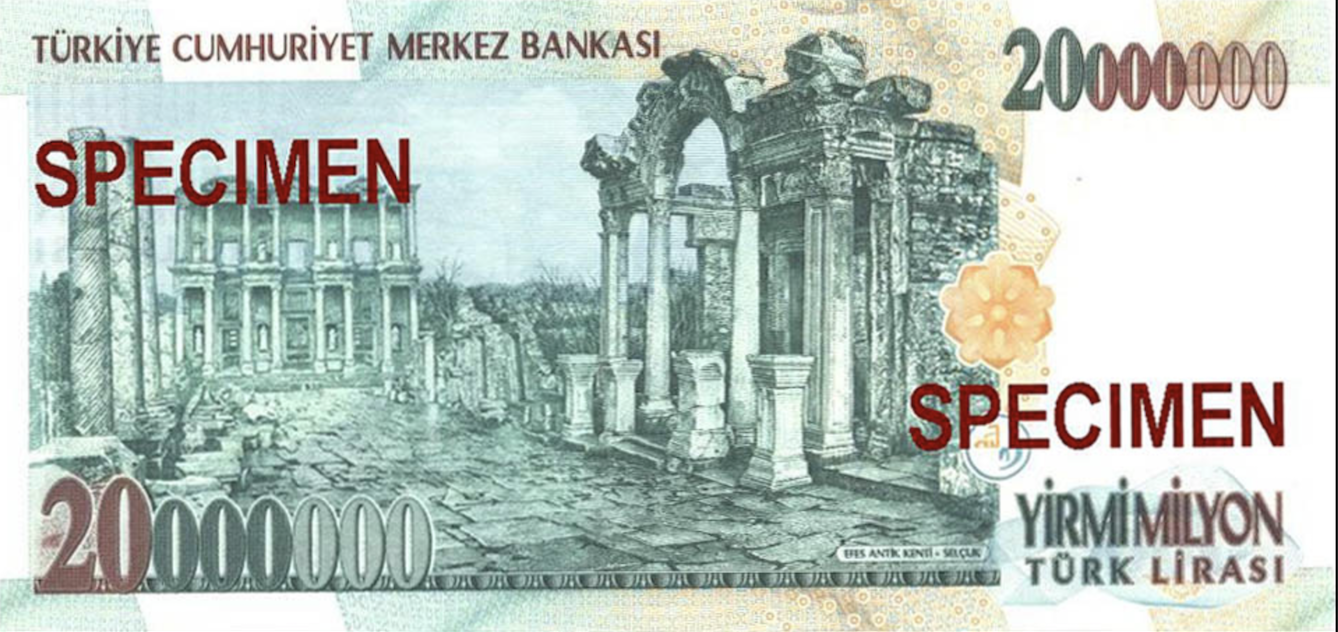 TÜRKİYE CUMHURİYET MERKEZ BANKASI
20000000
SPECIMEN
SPECIMEN
20000000
EFES ANTİK KENTİ - SELÇUK
YİRMİMİLYON
TÜRK LİRASI